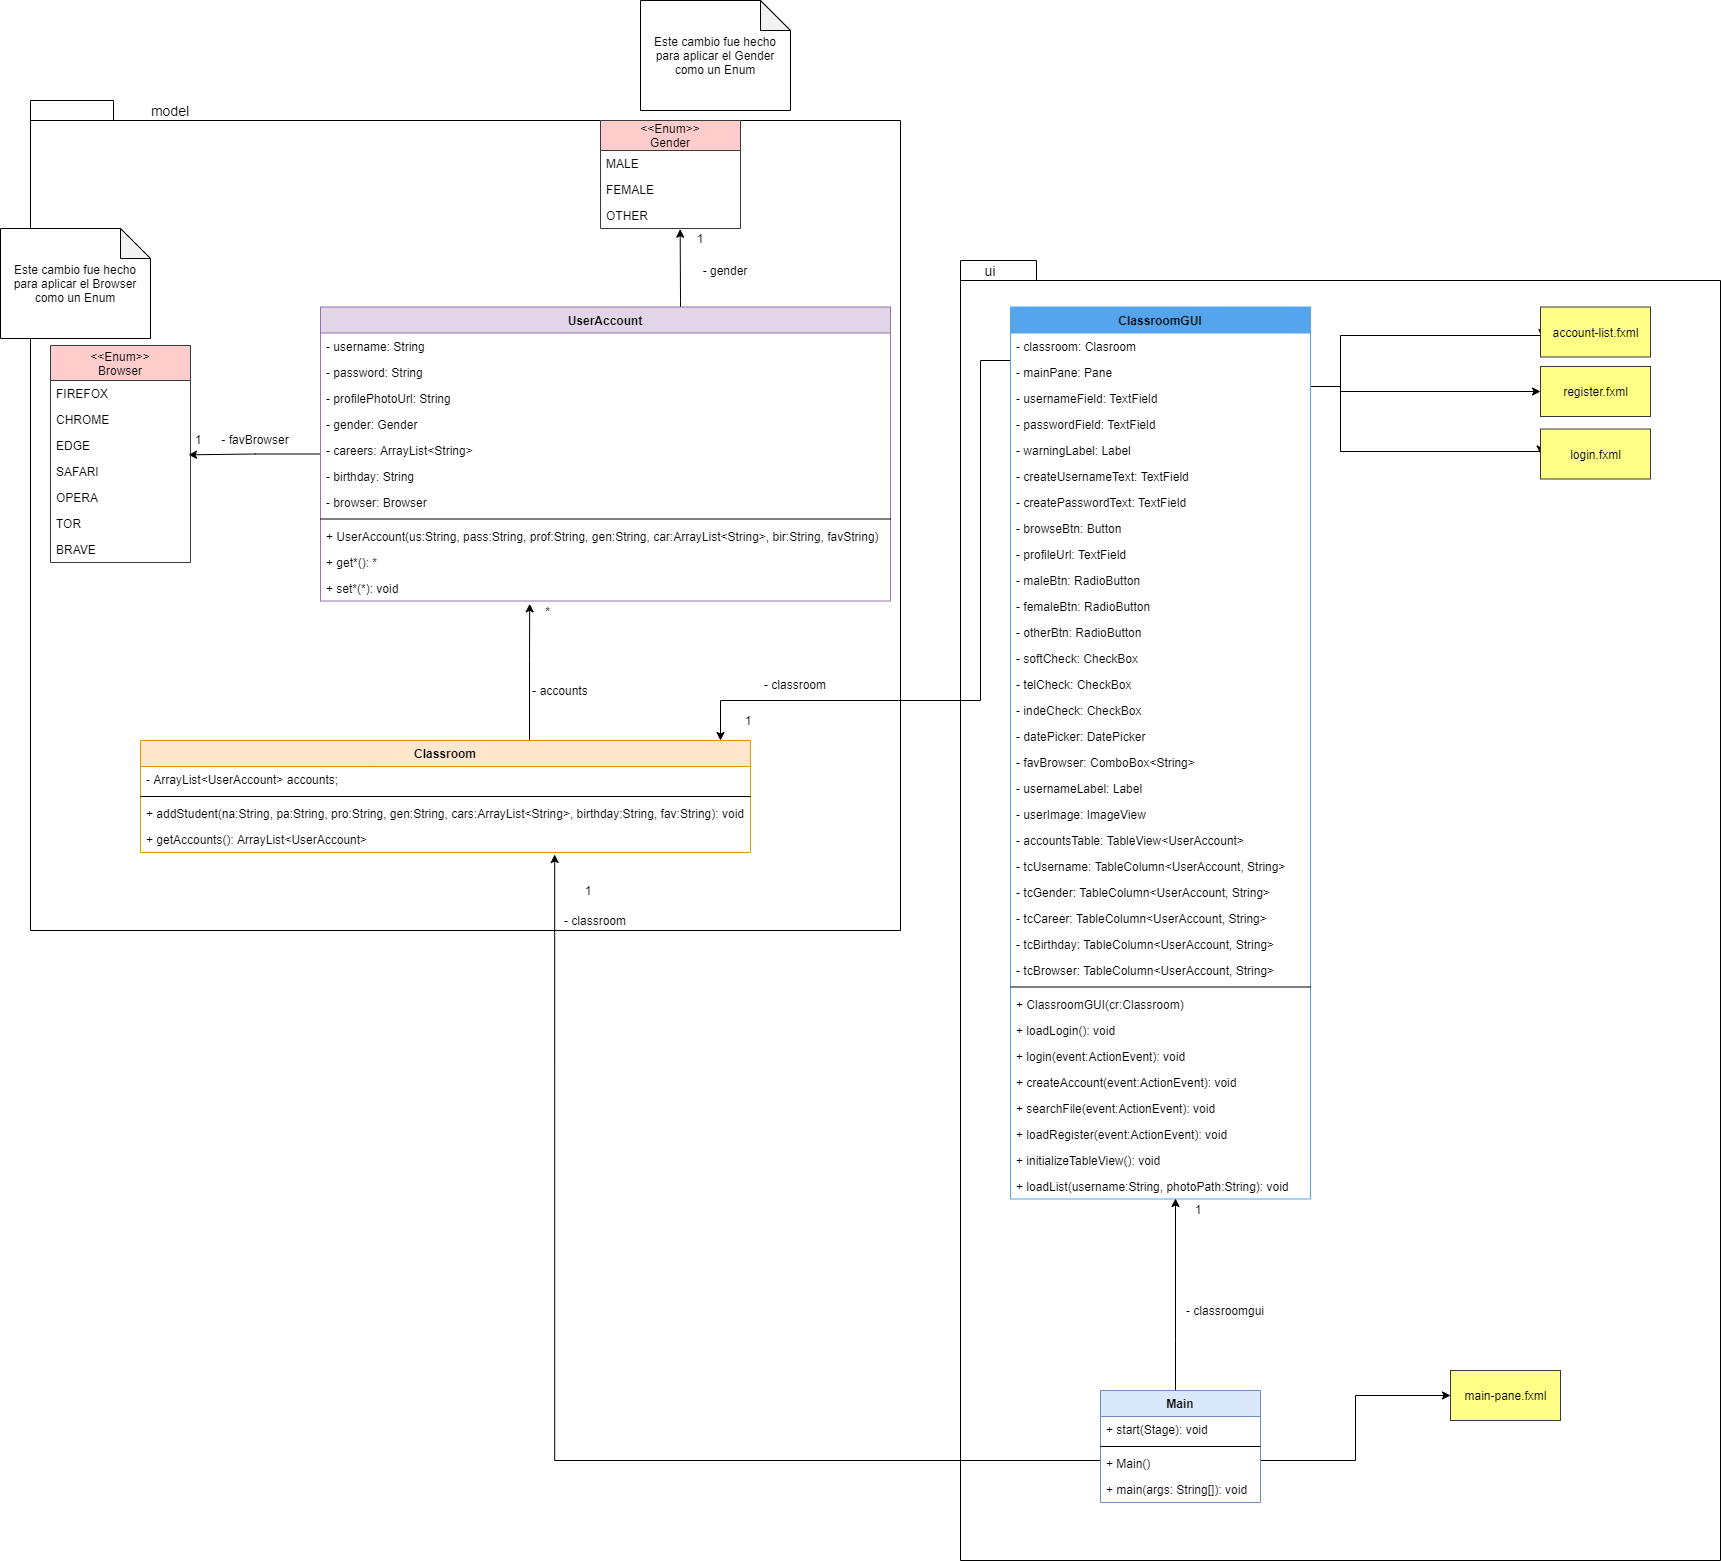 Este cambio fue hecho
para aplicar el Gender
como un Enum
model
<<Enum>>
Gender
MALE
FEMALE
OTHER
1
- gender
Este cambio fue hecho
para aplicar el Browser
como un Enum
<<Enum>>
Browser
FIREFOX
CHROME
EDGE
SAFARI
OPERA
TOR
BRAVE
1
- favBrowser
UserAccount
- username: String
- password: String
- profilePhotoUrl: String
- gender: Gender
- careers: ArrayList<String>
- birthday: String
- browser: Browser
+ UserAccount(us:String, pass:String, prof:String, gen:String, car:ArrayList<String>, bir:String, favString)
+ get*(): *
+ set*(*): void
*
- accounts
- classroom
1
Classroom
- ArrayList<UserAccount> accounts;
+ addStudent(na:String, pa:String, pro:String, gen:String, cars:ArrayList<String>, birthday:String, fav:String): void
+ getAccounts(): ArrayList<UserAccount>
1
- classroom
ui
ClassroomGUI
- classroom: Clasroom
- mainPane: Pane
- usernameField: TextField
- passwordField: TextField
- warningLabel: Label
- createUsernameText: TextField
- createPasswordText: TextField
- browseBtn: Button
- profileUrl: TextField
- maleBtn: RadioButton
- femaleBtn: RadioButton
- otherBtn: RadioButton
- softCheck: CheckBox
- telCheck: CheckBox
- indeCheck: CheckBox
- datePicker: DatePicker
- favBrowser: ComboBox<String>
- usernameLabel: Label
- userImage: ImageView
- accountsTable: TableView<UserAccount>
- tcUsername: TableColumn<UserAccount, String>
- tcGender: TableColumn<UserAccount, String>
- tcCareer: TableColumn<UserAccount, String>
- tcBirthday: TableColumn<UserAccount, String>
- tcBrowser: TableColumn<UserAccount, String>
+ ClassroomGUI(cr:Classroom)
+ loadLogin(): void
+ login(event:ActionEvent): void
+ createAccount(event:ActionEvent): void
+ searchFile(event:ActionEvent): void
+ loadRegister(event:ActionEvent): void
+ initializeTableView(): void
+ loadList(username:String, photoPath:String): void
account-list.fxml
register.fxml
login.fxml
1
- classroomgui
Main
+ start(Stage): void
+ Main()
+ main(args: String[]): void
main-pane.fxml